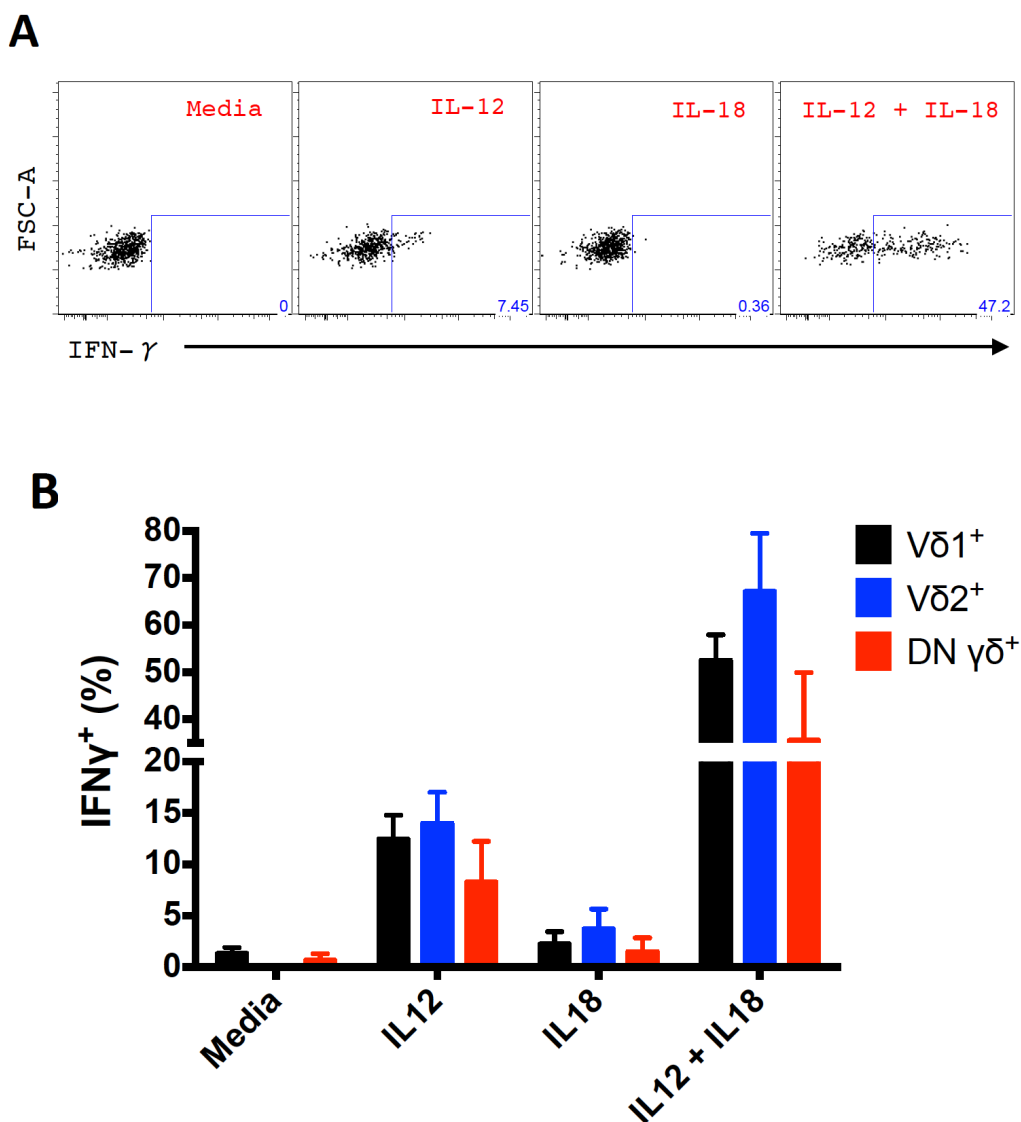 A
Media
IL-12
IL-18
IL-12 + IL-18
FSC-A
0
7.45
0.36
47.2
IFN-γ
B
80
70
60
50
40
20
15
10
5
0
IFNγ⁺ (%)
Vδ1⁺
Vδ2⁺
DN γδ⁺
Media
IL12
IL18
IL12 + IL18